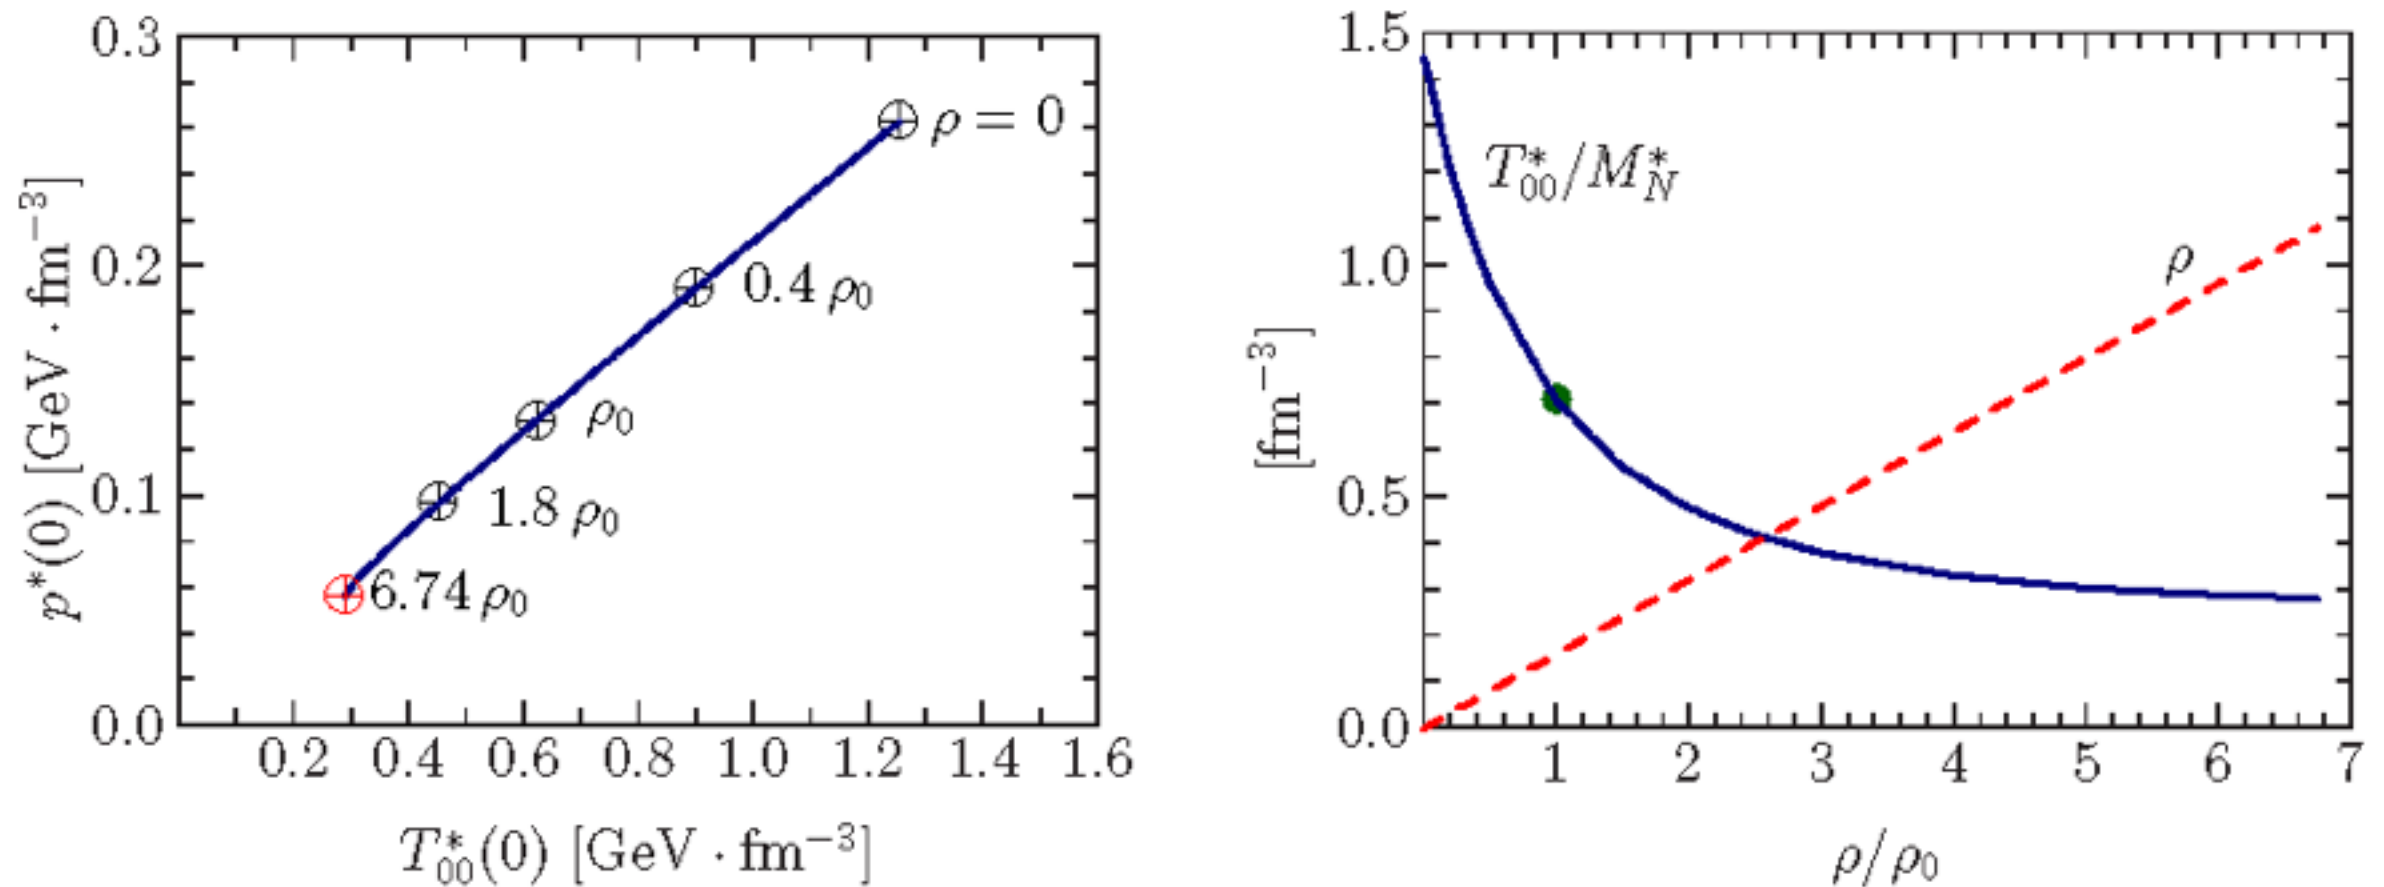 0.3
0.2
0.1
0.0
p*(0) [GeV · fm⁻³]
ρ = 0
0.4 ρ₀
ρ₀
1.8 ρ₀
6.74 ρ₀
0.2 0.4 0.6 0.8 1.0 1.2 1.4 1.6
T*₀₀(0) [GeV · fm⁻³]
1.5
1.0
0.5
0.0
[fm⁻³]
T*₀₀/M*_N
ρ
1 2 3 4 5 6 7
ρ/ρ₀